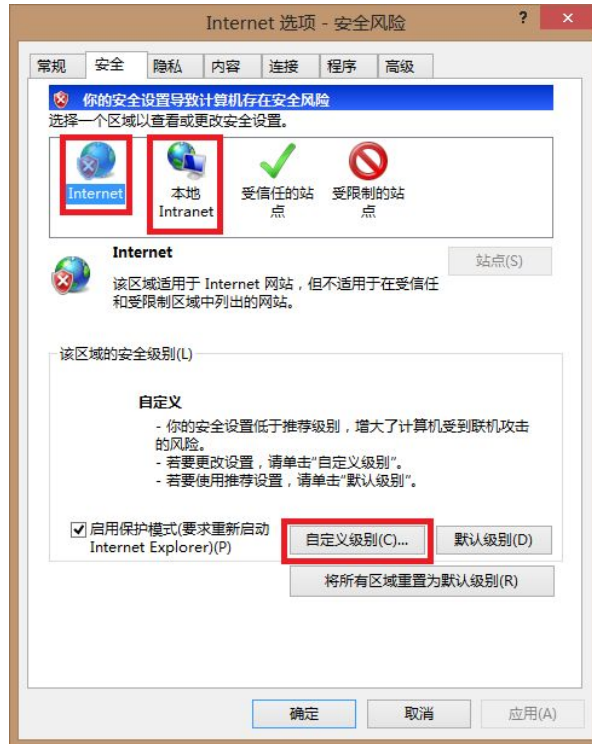 Internet 选项 - 安全风险
?
×
常规 安全 隐私 内容 连接 程序 高级
你的安全设置导致计算机存在安全风险
选择一个区域以查看或更改安全设置。
Internet
本地
Intranet
受信任的站
点
受限制的站
点
Internet
站点(S)
该区域适用于 Internet 网站，但不适用于在受信任
和受限制区域中列出的网站。
该区域的安全级别(L)
自定义
- 你的安全设置低于推荐级别，增大了计算机受到联机攻击
的风险。
- 若要更改设置，请单击“自定义级别”。
- 若要使用推荐设置，请单击“默认级别”。
启用保护模式(要求重新启动
Internet Explorer)(P)
自定义级别(C)...
默认级别(D)
将所有区域重置为默认级别(R)
确定 取消 应用(A)